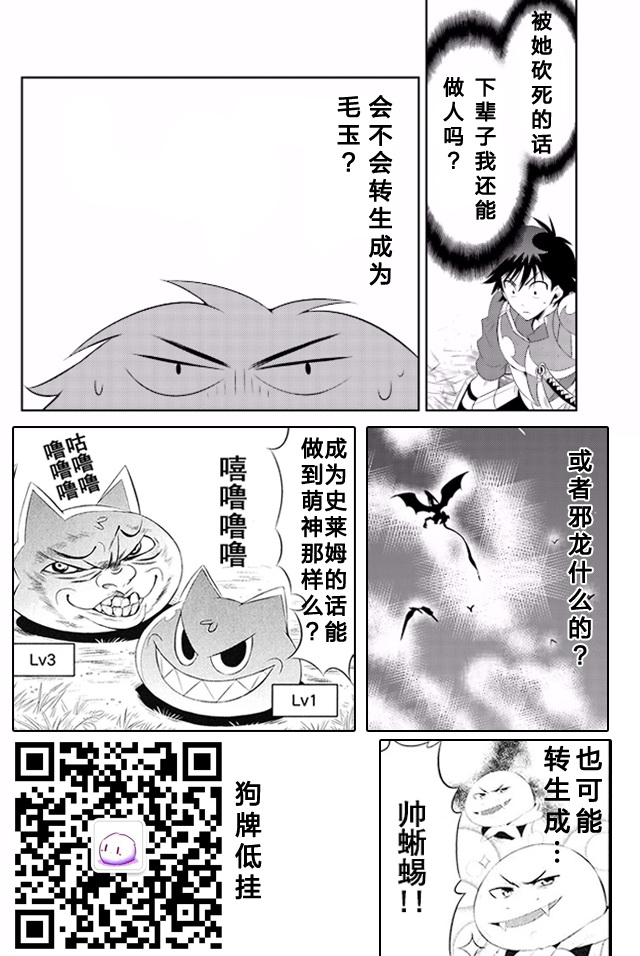 被她砍死的话
下辈子我还能
做人吗？
会不会转生成为
毛玉？
或者邪龙什么的？
成为史莱姆的话能
做到萌神那样么？
嘻噜噜噜
咕噜噜
噜噜噜
Lv3
Lv1
也可能
转生成…
帅蜥蜴!!
狗牌低挂